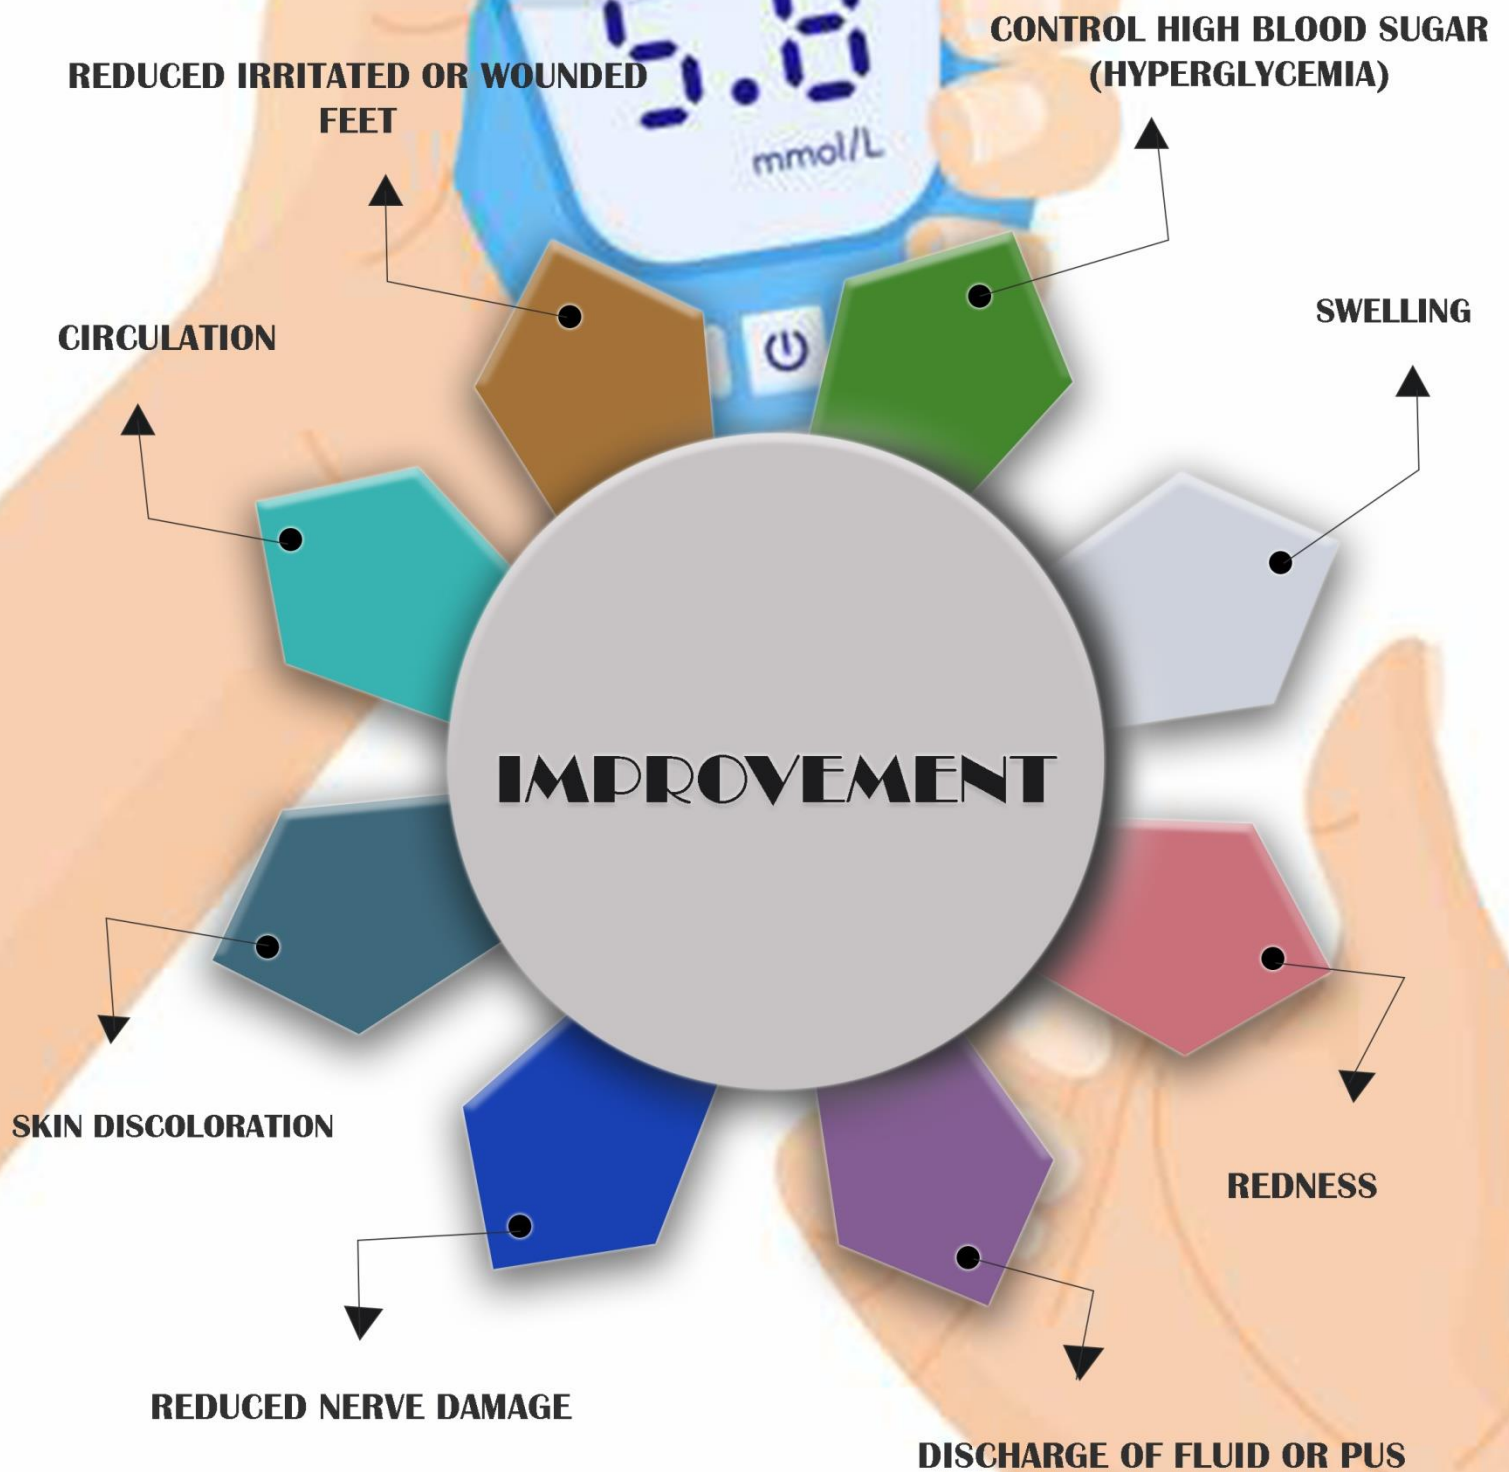 5.8
mmol/L
CONTROL HIGH BLOOD SUGAR
(HYPERGLYCEMIA)
REDUCED IRRITATED OR WOUNDED
FEET
SWELLING
CIRCULATION
IMPROVEMENT
SKIN DISCOLORATION
REDNESS
REDUCED NERVE DAMAGE
DISCHARGE OF FLUID OR PUS